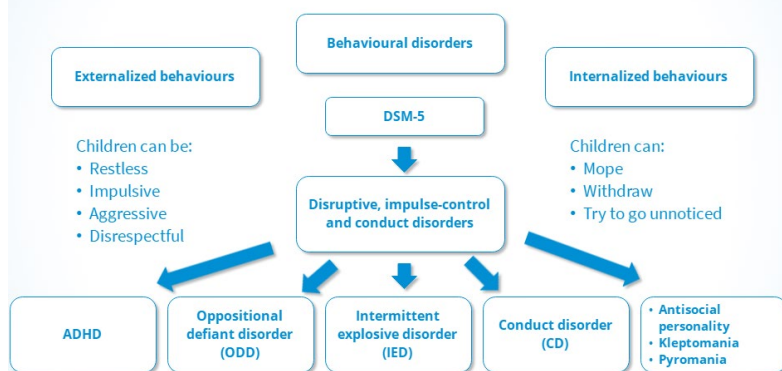 Behavioural disorders
Externalized behaviours
Internalized behaviours
DSM-5
Children can be:
• Restless
• Impulsive
• Aggressive
• Disrespectful
Children can:
• Mope
• Withdraw
• Try to go unnoticed
Disruptive, impulse-control
and conduct disorders
ADHD
Oppositional
defiant disorder
(ODD)
Intermittent
explosive disorder
(IED)
Conduct disorder
(CD)
• Antisocial
personality
• Kleptomania
• Pyromania